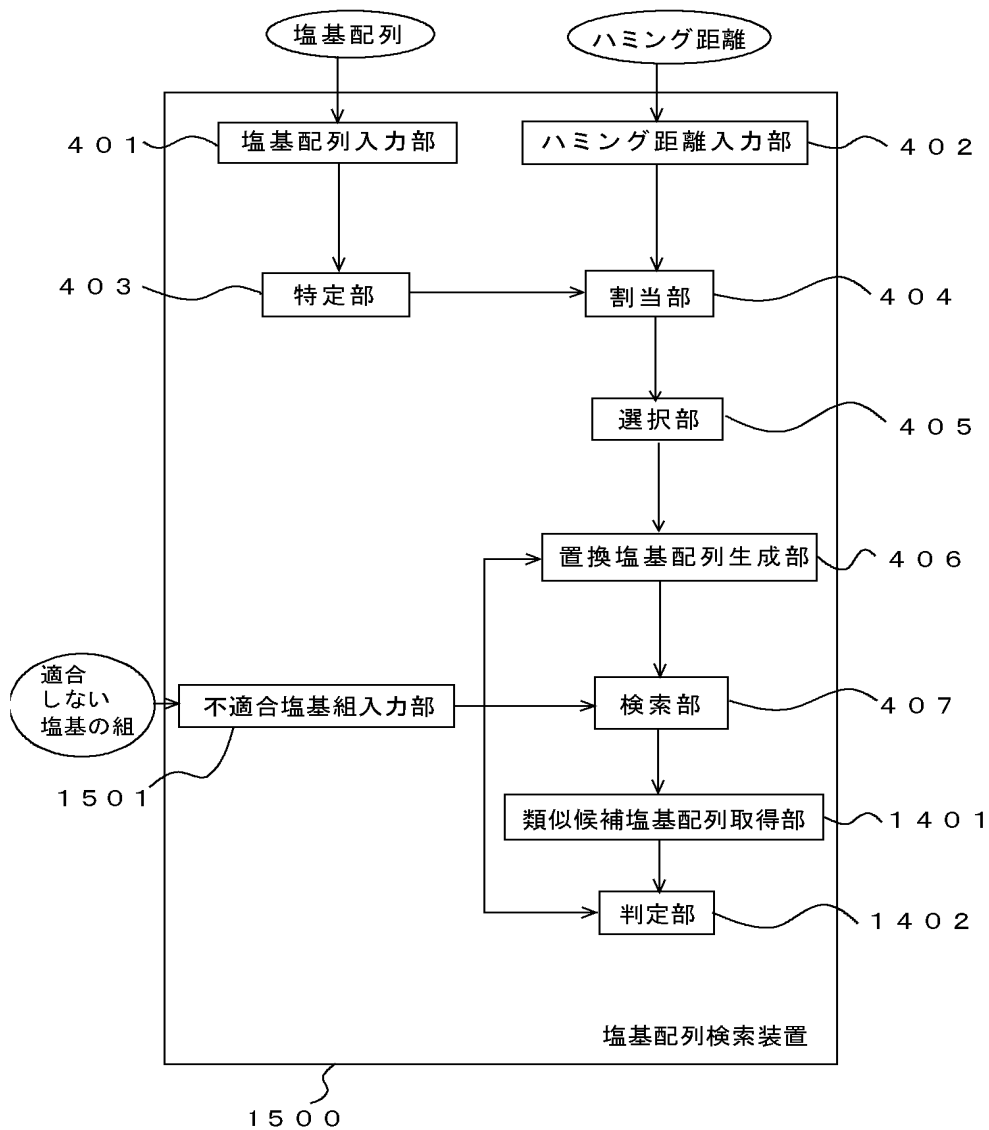 塩基配列
ハミング距離
401
塩基配列入力部
ハミング距離入力部
402
403
特定部
割当部
404
選択部
405
置換塩基配列生成部
406
適合
しない
塩基の組
不適合塩基組入力部
検索部
407
1501
類似候補塩基配列取得部
1401
判定部
1402
塩基配列検索装置
1500